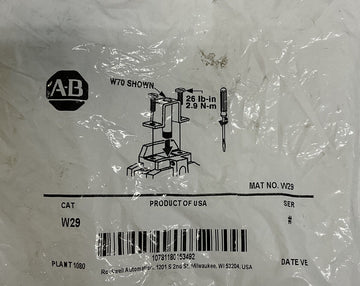 A-B
W70 SHOWN
26 lb-in
2.9 N-m
MAT NO. W29
CAT PRODUCT OF USA SER
W29 #
PLANT 1080 DATE VE
Rockwell Automation, 1201 S 2nd St, Milwaukee, WI 53204, USA